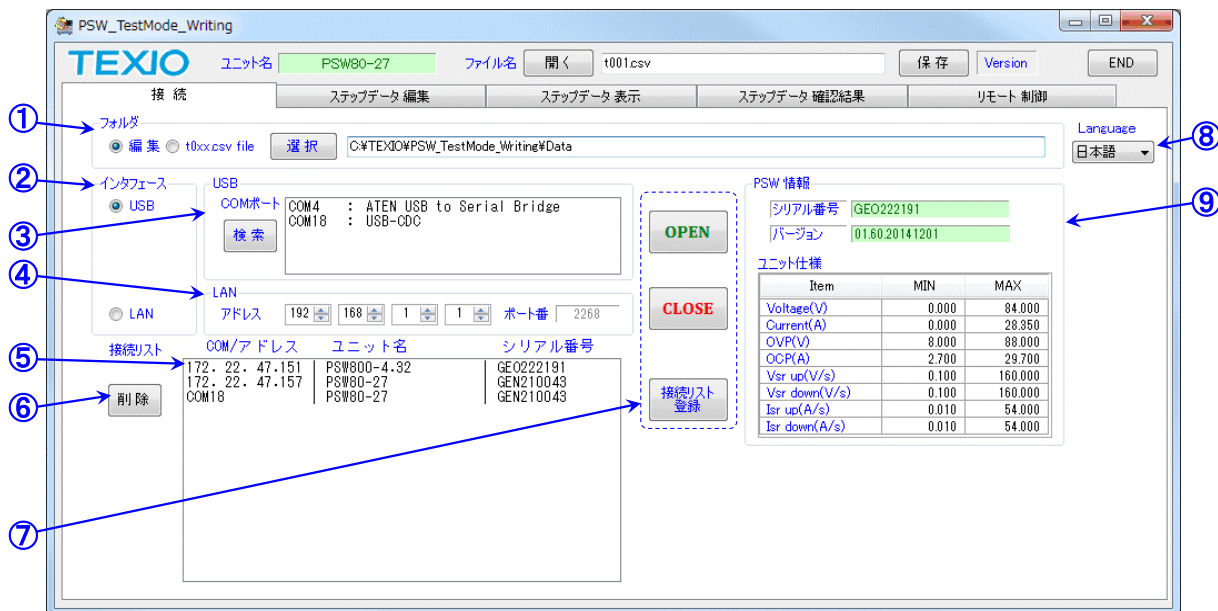 PSW_TestMode_Writing
TEXIO ユニット名 PSW80-27 ファイル名 開く t001.csv 保存 Version END
接続 ステップデータ 編集 ステップデータ 表示 ステップデータ 確認結果 リモート 制御
① フォルダ Language ⑧
編集 t0xx.csv file 選択 C:¥TEXIO¥PSW_TestMode_Writing¥Data 日本語
② インタフェース USB PSW 情報
USB COMポート COM4 : ATEN USB to Serial Bridge シリアル番号 GEO222191 ⑨
COM18 : USB-CDC
③ 検索 OPEN バージョン 01.60.20141201
ユニット仕様
④ LAN Item MIN MAX
LAN アドレス 192 168 1 1 ポート番 2268 CLOSE Voltage(V) 0.000 84.000
Current(A) 0.000 28.350
接続リスト COM/アドレス ユニット名 シリアル番号 OVP(V) 8.000 88.000
⑤ 172. 22. 47.151 PSW800-4.32 GEO222191 OCP(A) 2.700 29.700
172. 22. 47.157 PSW80-27 GEN210043 Vsr up(V/s) 0.100 160.000
COM18 PSW80-27 GEN210043 接続リスト Vsr down(V/s) 0.100 160.000
⑥ 削除 登録 Isr up(A/s) 0.010 54.000
Isr down(A/s) 0.010 54.000
⑦